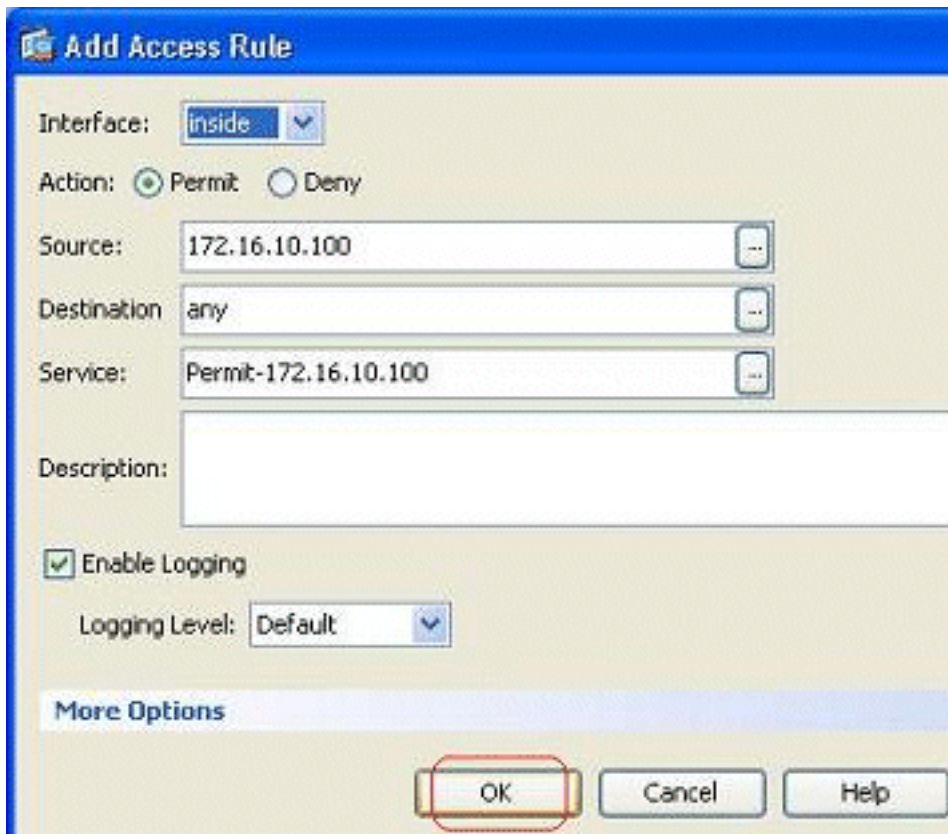 Add Access Rule
Interface: inside
Action: Permit Deny
Source: 172.16.10.100 ...
Destination any ...
Service: Permit-172.16.10.100 ...
Description:
Enable Logging
Logging Level: Default
More Options
OK Cancel Help